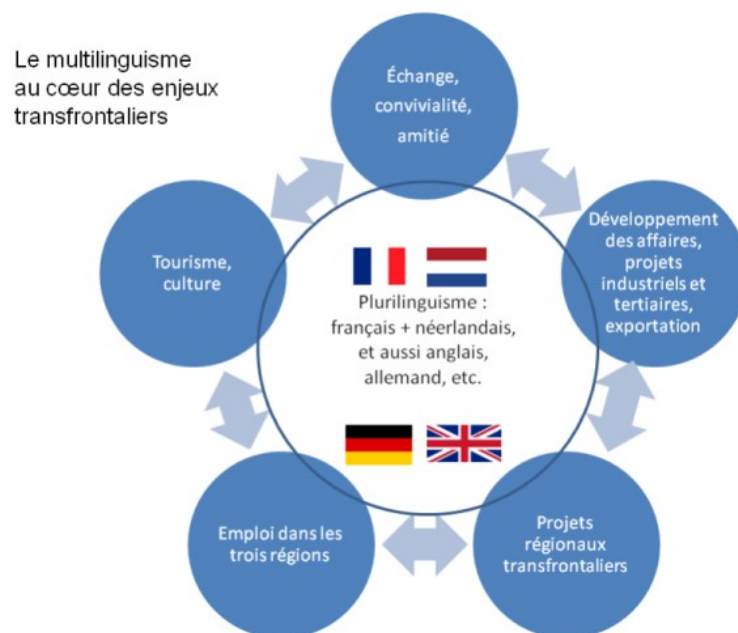 Le multilinguisme
au cœur des enjeux
transfrontaliers
Échange,
convivialité,
amitié
Développement
des affaires,
projets
industriels et
tertiaires,
exportation
Projets
régionaux
transfrontaliers
Emploi dans les
trois régions
Tourisme,
culture
Plurilinguisme :
français + néerlandais,
et aussi anglais,
allemand, etc.